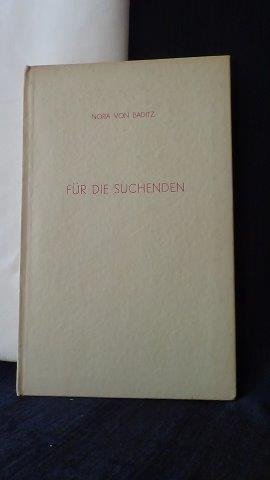 NORA VON BADITZ
FÜR DIE SUCHENDEN